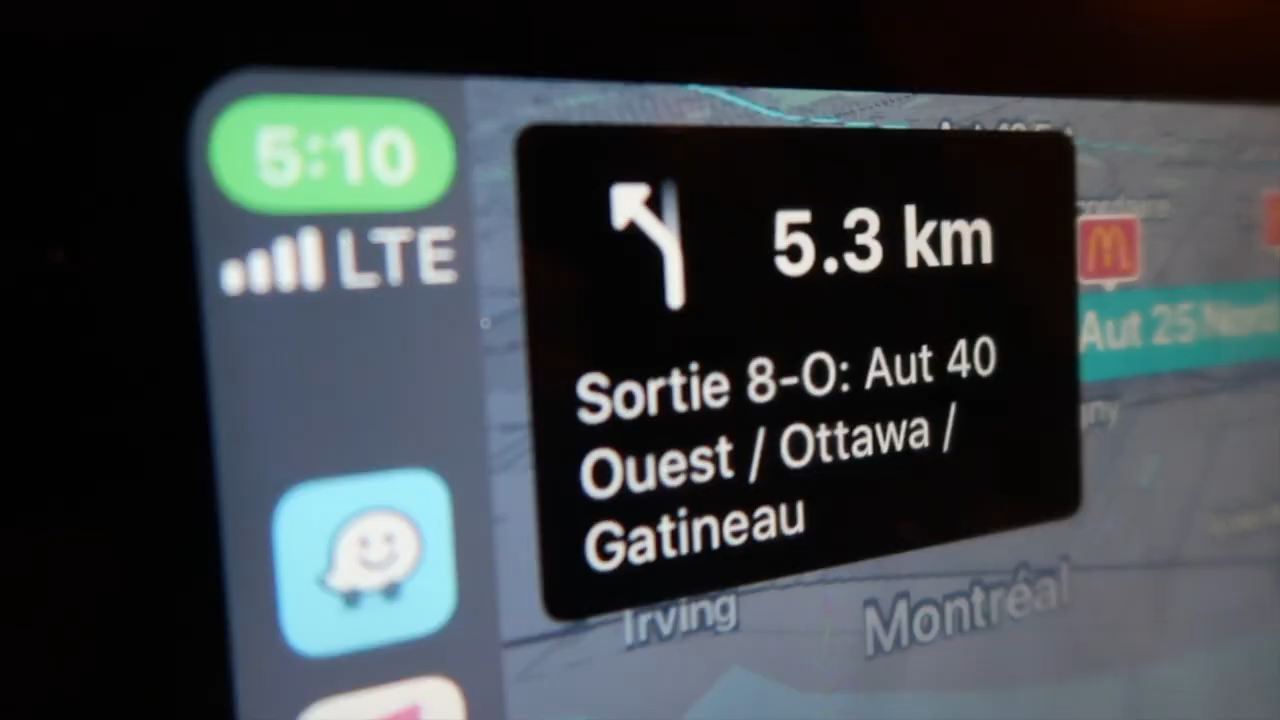 5:10
LTE
5.3 km
Sortie 8-O: Aut 40
Ouest / Ottawa /
Gatineau
Aut 25 Nord
Irving
Montréal